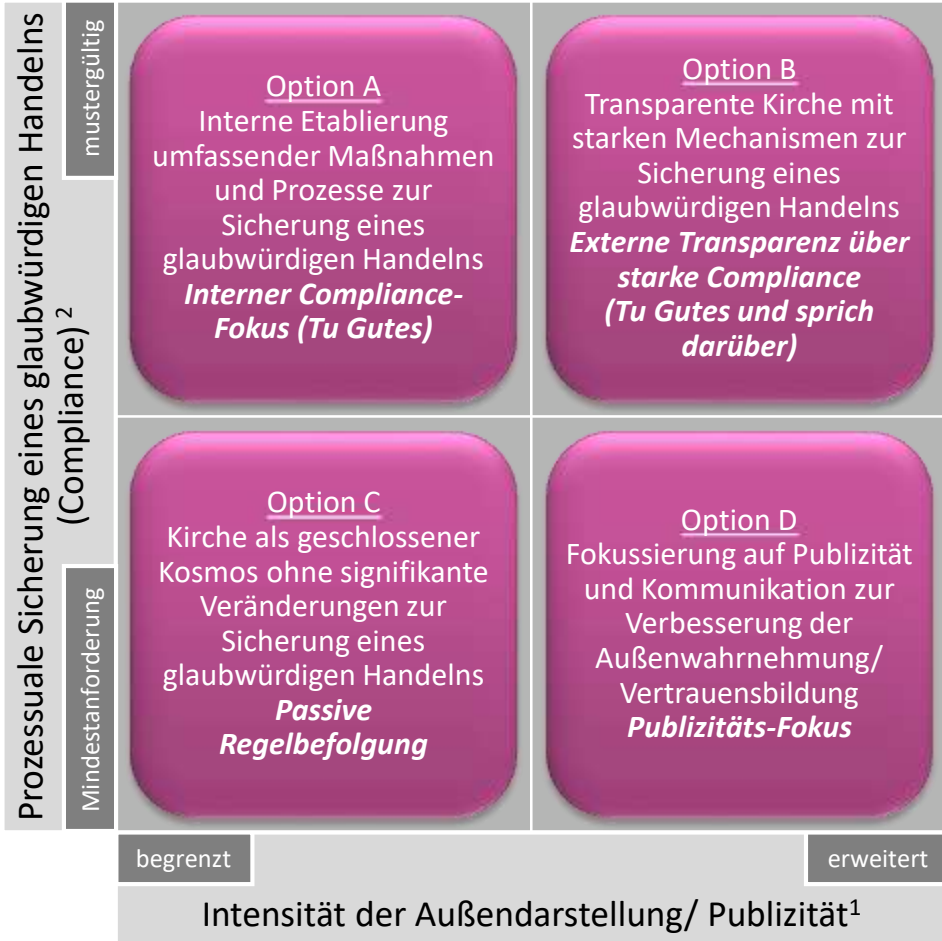 Prozessuale Sicherung eines glaubwürdigen Handelns
(Compliance) 2
mustergültig
Mindestanforderung
Option A
Interne Etablierung
umfassender Maßnahmen
und Prozesse zur
Sicherung eines
glaubwürdigen Handelns
Interner Compliance-
Fokus (Tu Gutes)
Option B
Transparente Kirche mit
starken Mechanismen zur
Sicherung eines
glaubwürdigen Handelns
Externe Transparenz über
starke Compliance
(Tu Gutes und sprich
darüber)
Option C
Kirche als geschlossener
Kosmos ohne signifikante
Veränderungen zur
Sicherung eines
glaubwürdigen Handelns
Passive
Regelbefolgung
Option D
Fokussierung auf Publizität
und Kommunikation zur
Verbesserung der
Außenwahrnehmung/
Vertrauensbildung
Publizitäts-Fokus
begrenzt
erweitert
Intensität der Außendarstellung/ Publizität1